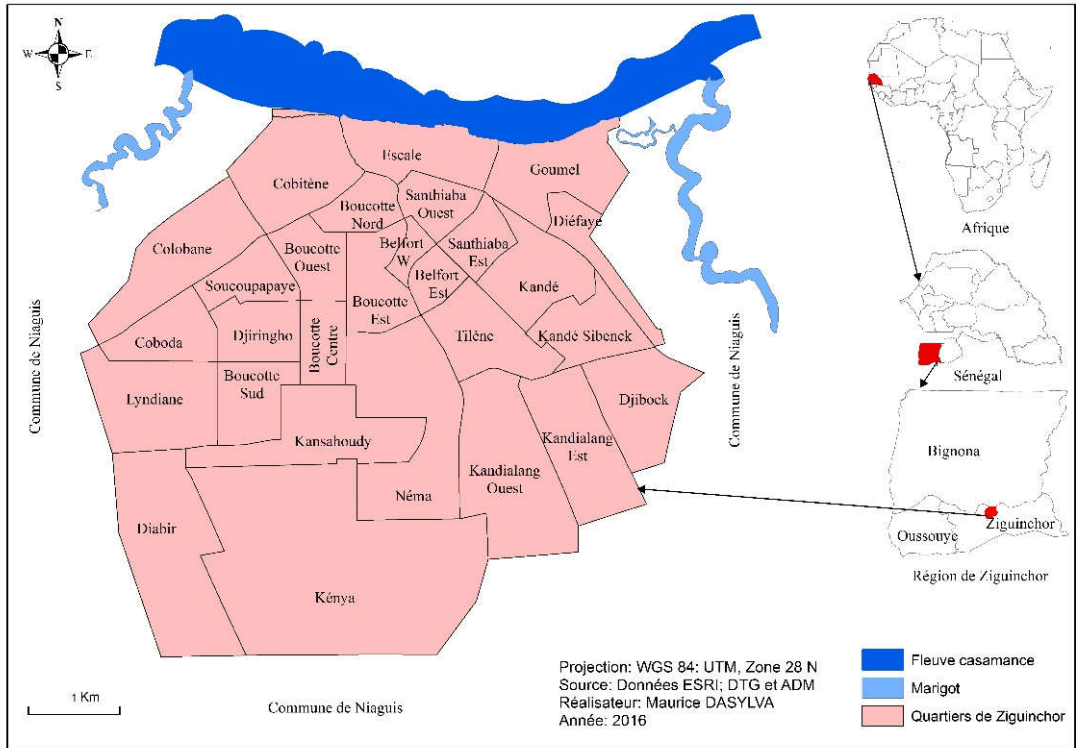 N
W
E
S
Escale
Goumel
Cobitène
Santhiaba
Ouest
Boucotte
Nord
Diéfaye
Colobane
Boucotte
Ouest
Belfort
W
Santhiaba
Est
Soucoupapaye
Belfort
Est
Kandé
Boucotte
Est
Coboda
Djiringho
Boucotte
Centre
Tilène
Kandé Sibenck
Lyndiane
Boucotte
Sud
Djibock
Kansahoudy
Kandialang
Est
Kandialang
Ouest
Néma
Diabir
Kénya
Commune de Niaguis
Commune de Niaguis
Commune de Niaguis
1 Km
Afrique
Sénégal
Bignona
Ziguinchor
Oussouye
Région de Ziguinchor
Projection: WGS 84: UTM, Zone 28 N
Source: Données ESRI; DTG et ADM
Réalisateur: Maurice DASYLVA
Année: 2016
Fleuve casamance
Marigot
Quartiers de Ziguinchor